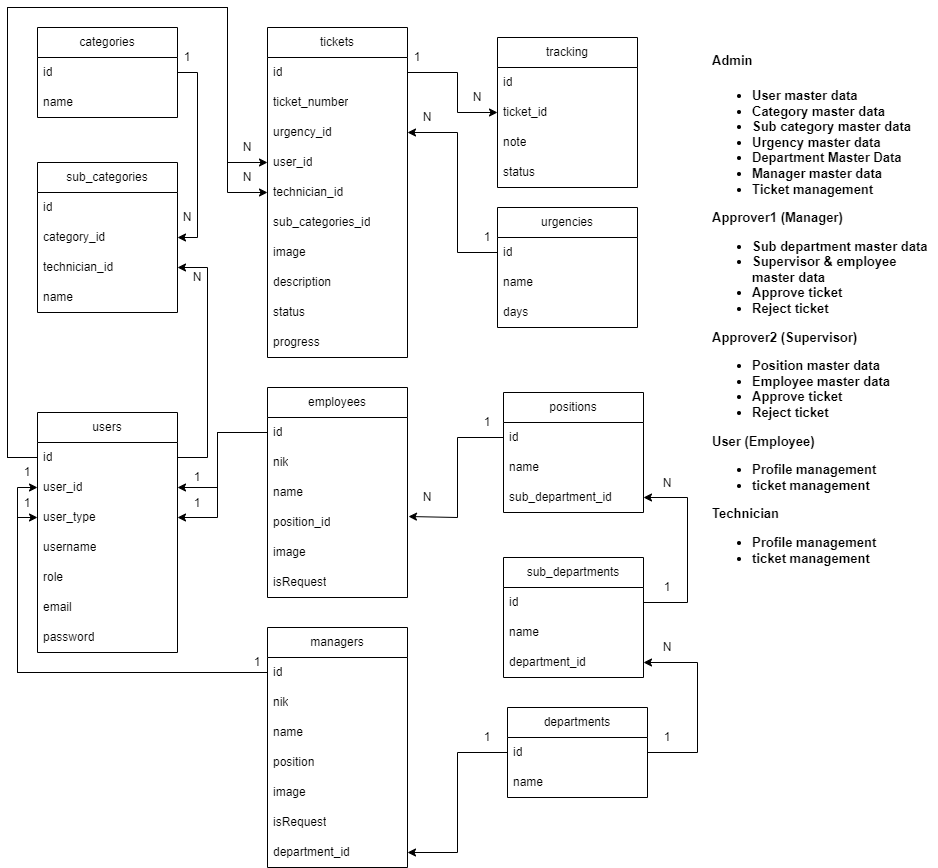 categories
id
name
1
N
sub_categories
id
category_id
technician_id
name
N
users
id
user_id
user_type
username
role
email
password
1
1
1
1
tickets
id
ticket_number
urgency_id
user_id
technician_id
sub_categories_id
image
description
status
progress
N
N
1
N
N
tracking
id
ticket_id
note
status
urgencies
id
name
days
1
employees
id
nik
name
position_id
image
isRequest
N
1
positions
id
name
sub_department_id
N
sub_departments
id
name
department_id
1
N
managers
id
nik
name
position
image
isRequest
department_id
1
1
departments
id
name
1
Admin
• User master data
• Category master data
• Sub category master data
• Urgency master data
• Department Master Data
• Manager master data
• Ticket management
Approver1 (Manager)
• Sub department master data
• Supervisor & employee
master data
• Approve ticket
• Reject ticket
Approver2 (Supervisor)
• Position master data
• Employee master data
• Approve ticket
• Reject ticket
User (Employee)
• Profile management
• ticket management
Technician
• Profile management
• ticket management